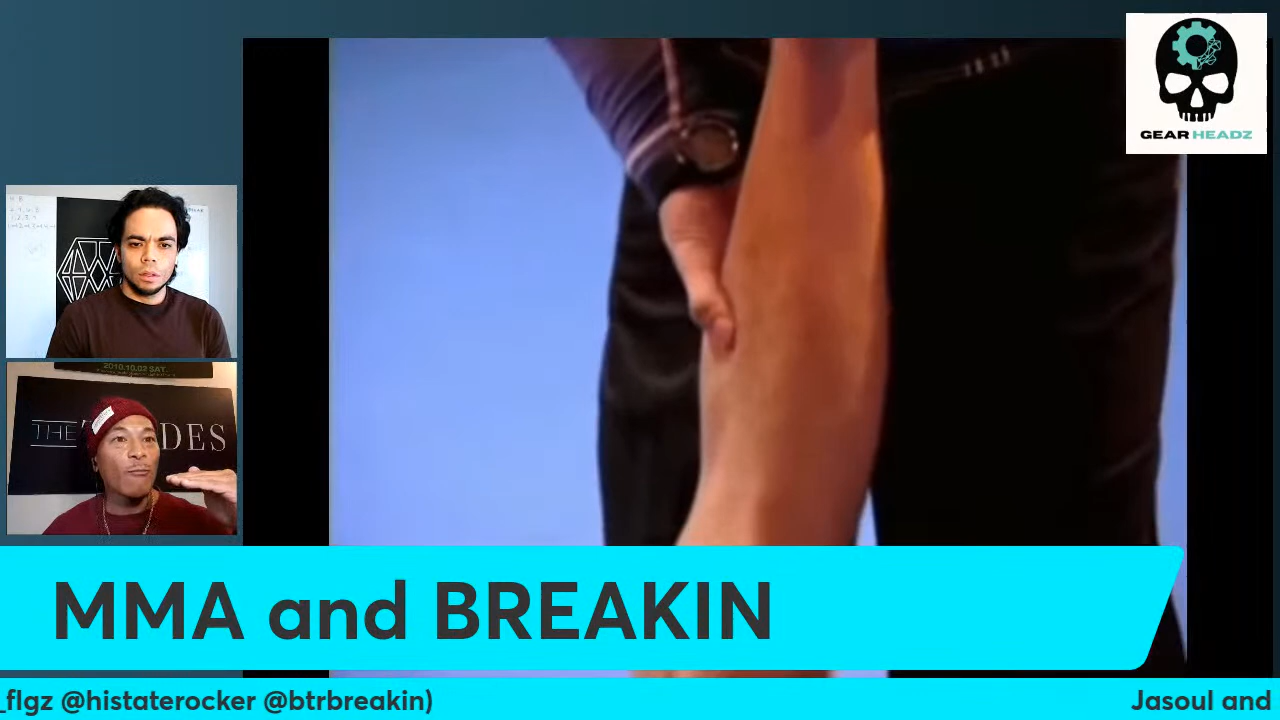 GEAR HEADZ
2010.10.02 SAT.
THE
DES
MMA and BREAKIN
_flgz @histaterocker @btrbreakin)
Jasoul and